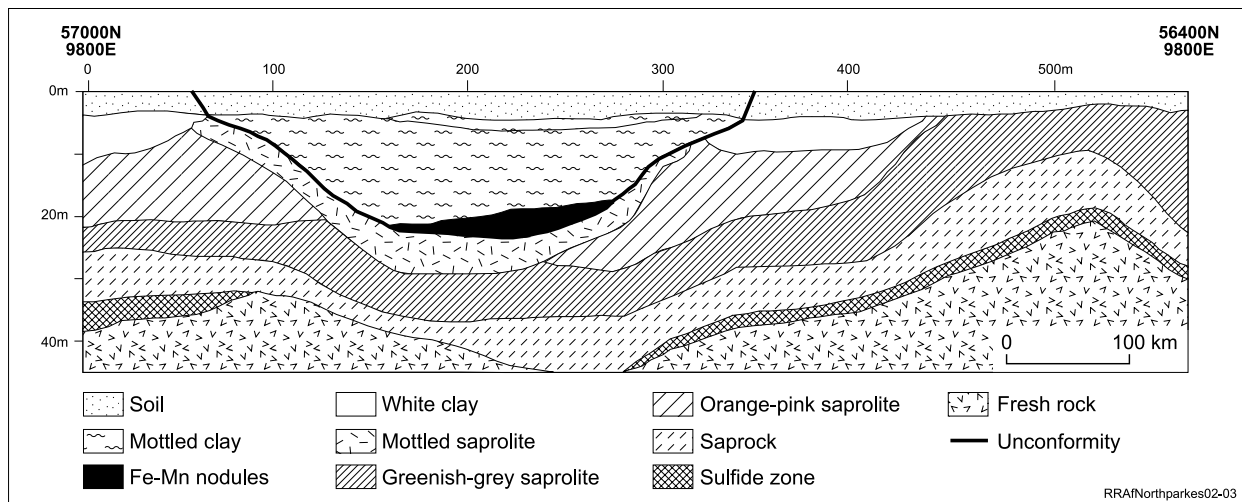 57000N
9800E
56400N
9800E
0 100 200 300 400 500m
0m
20m
40m
0 100 km
Soil White clay Orange-pink saprolite Fresh rock
Mottled clay Mottled saprolite Saprock Unconformity
Fe-Mn nodules Greenish-grey saprolite Sulfide zone
RRAfNorthparkes02-03